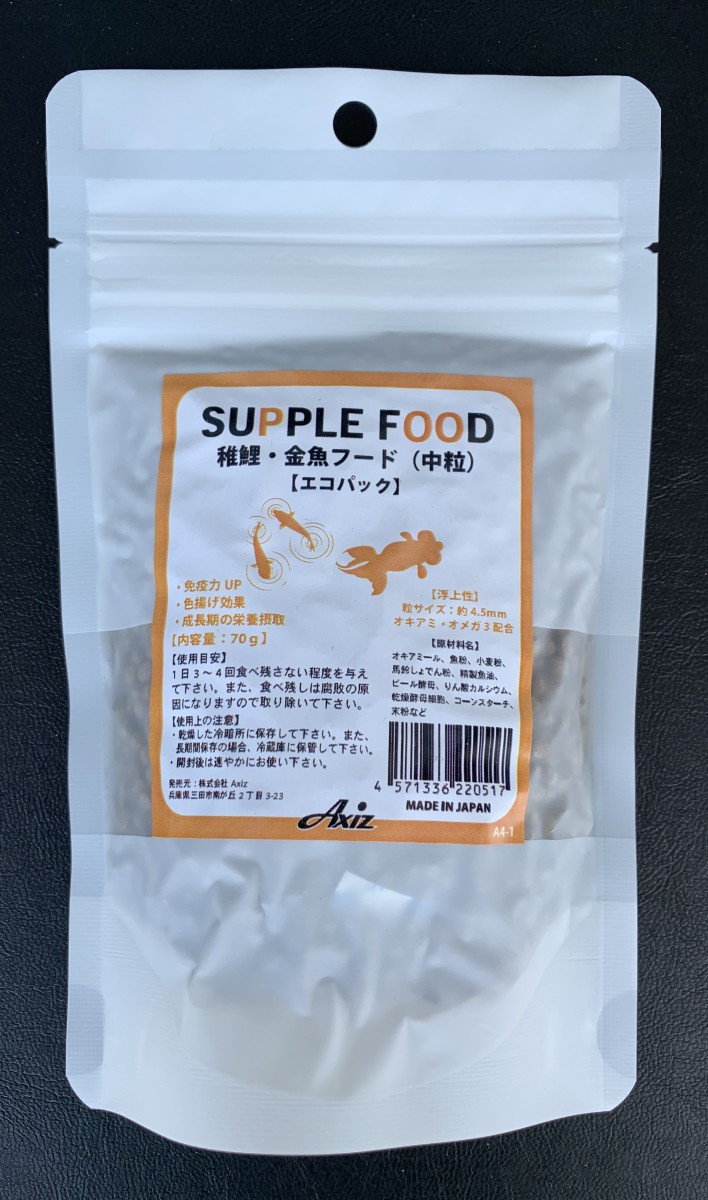 SUPPLE FOOD
稚鯉・金魚フード（中粒）
【エコパック】
・免疫力 UP
・色揚げ効果
・成長期の栄養摂取
【内容量：70g】
【浮上性】
粒サイズ：約 4.5mm
オキアミ・オメガ 3 配合
【使用目安】
1日3～4回食べ残さない程度を与え
て下さい。また、食べ残しは腐敗の原
因になりますので取り除いて下さい。
【使用上の注意】
・乾燥した冷暗所に保存して下さい。また、
長期間保存の場合、冷蔵庫に保管して下さい。
・開封後は速やかにお使い下さい。
【原材料名】
オキアミール、魚粉、小麦粉、
馬鈴しょでん粉、精製魚油、
ビール酵母、りん酸カルシウム、
乾燥酵母細胞、コーンスターチ、
末粉など
4 571336 220517
MADE IN JAPAN
発売元：株式会社 Axiz
兵庫県三田市南が丘 2 丁目 3-23
Axiz
A4-1